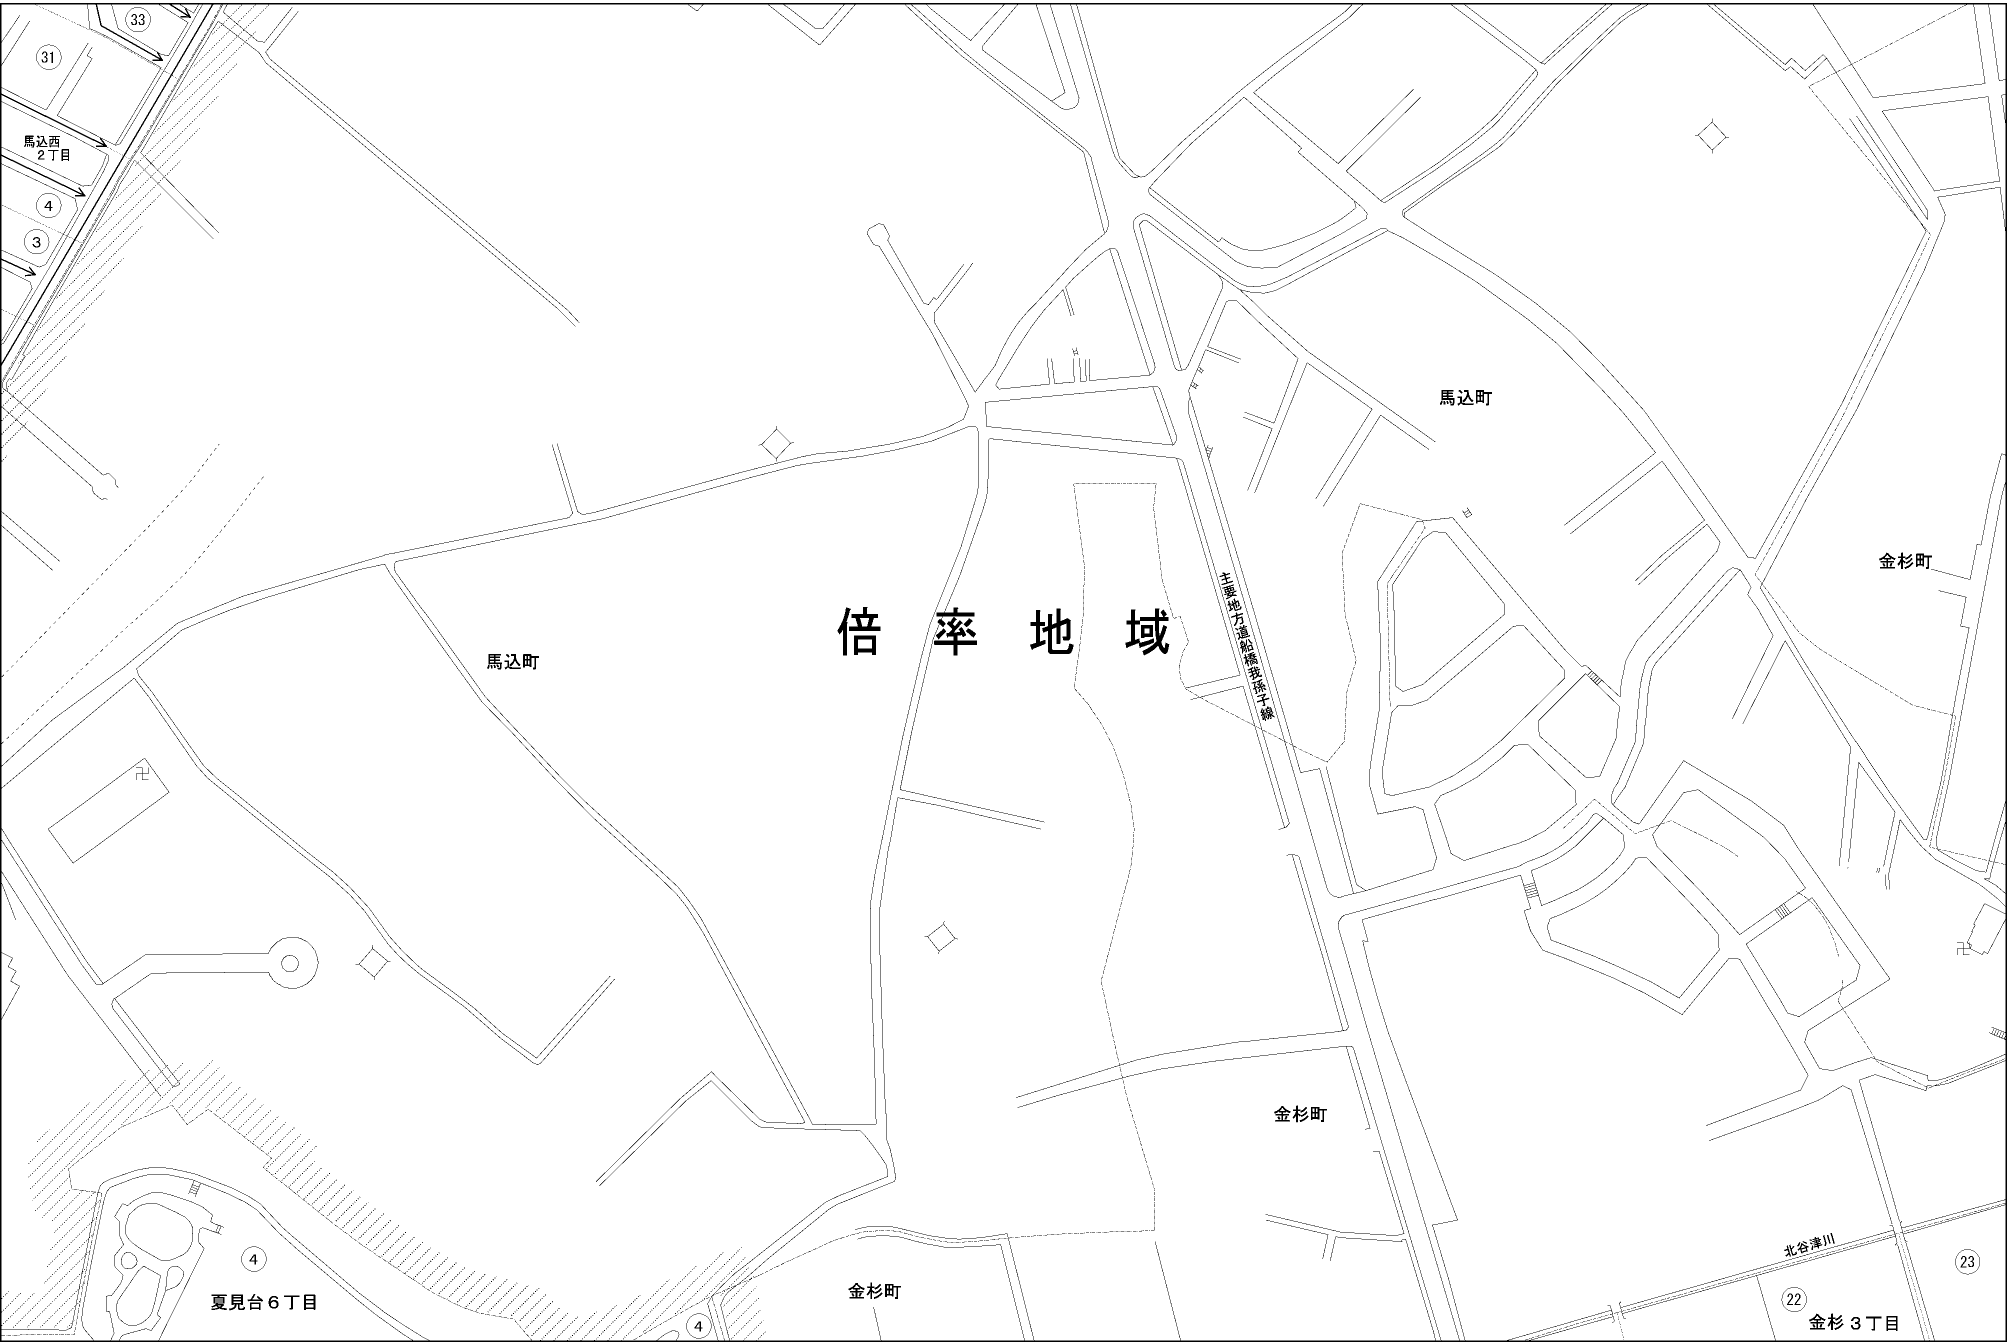 33
31
馬込西
２丁目
4
3
馬込町
金杉町
倍率地域
主要地方道船橋我孫子線
馬込町
卍
卍
金杉町
北谷津川
4
23
金杉町
22
夏見台６丁目
4
金杉３丁目